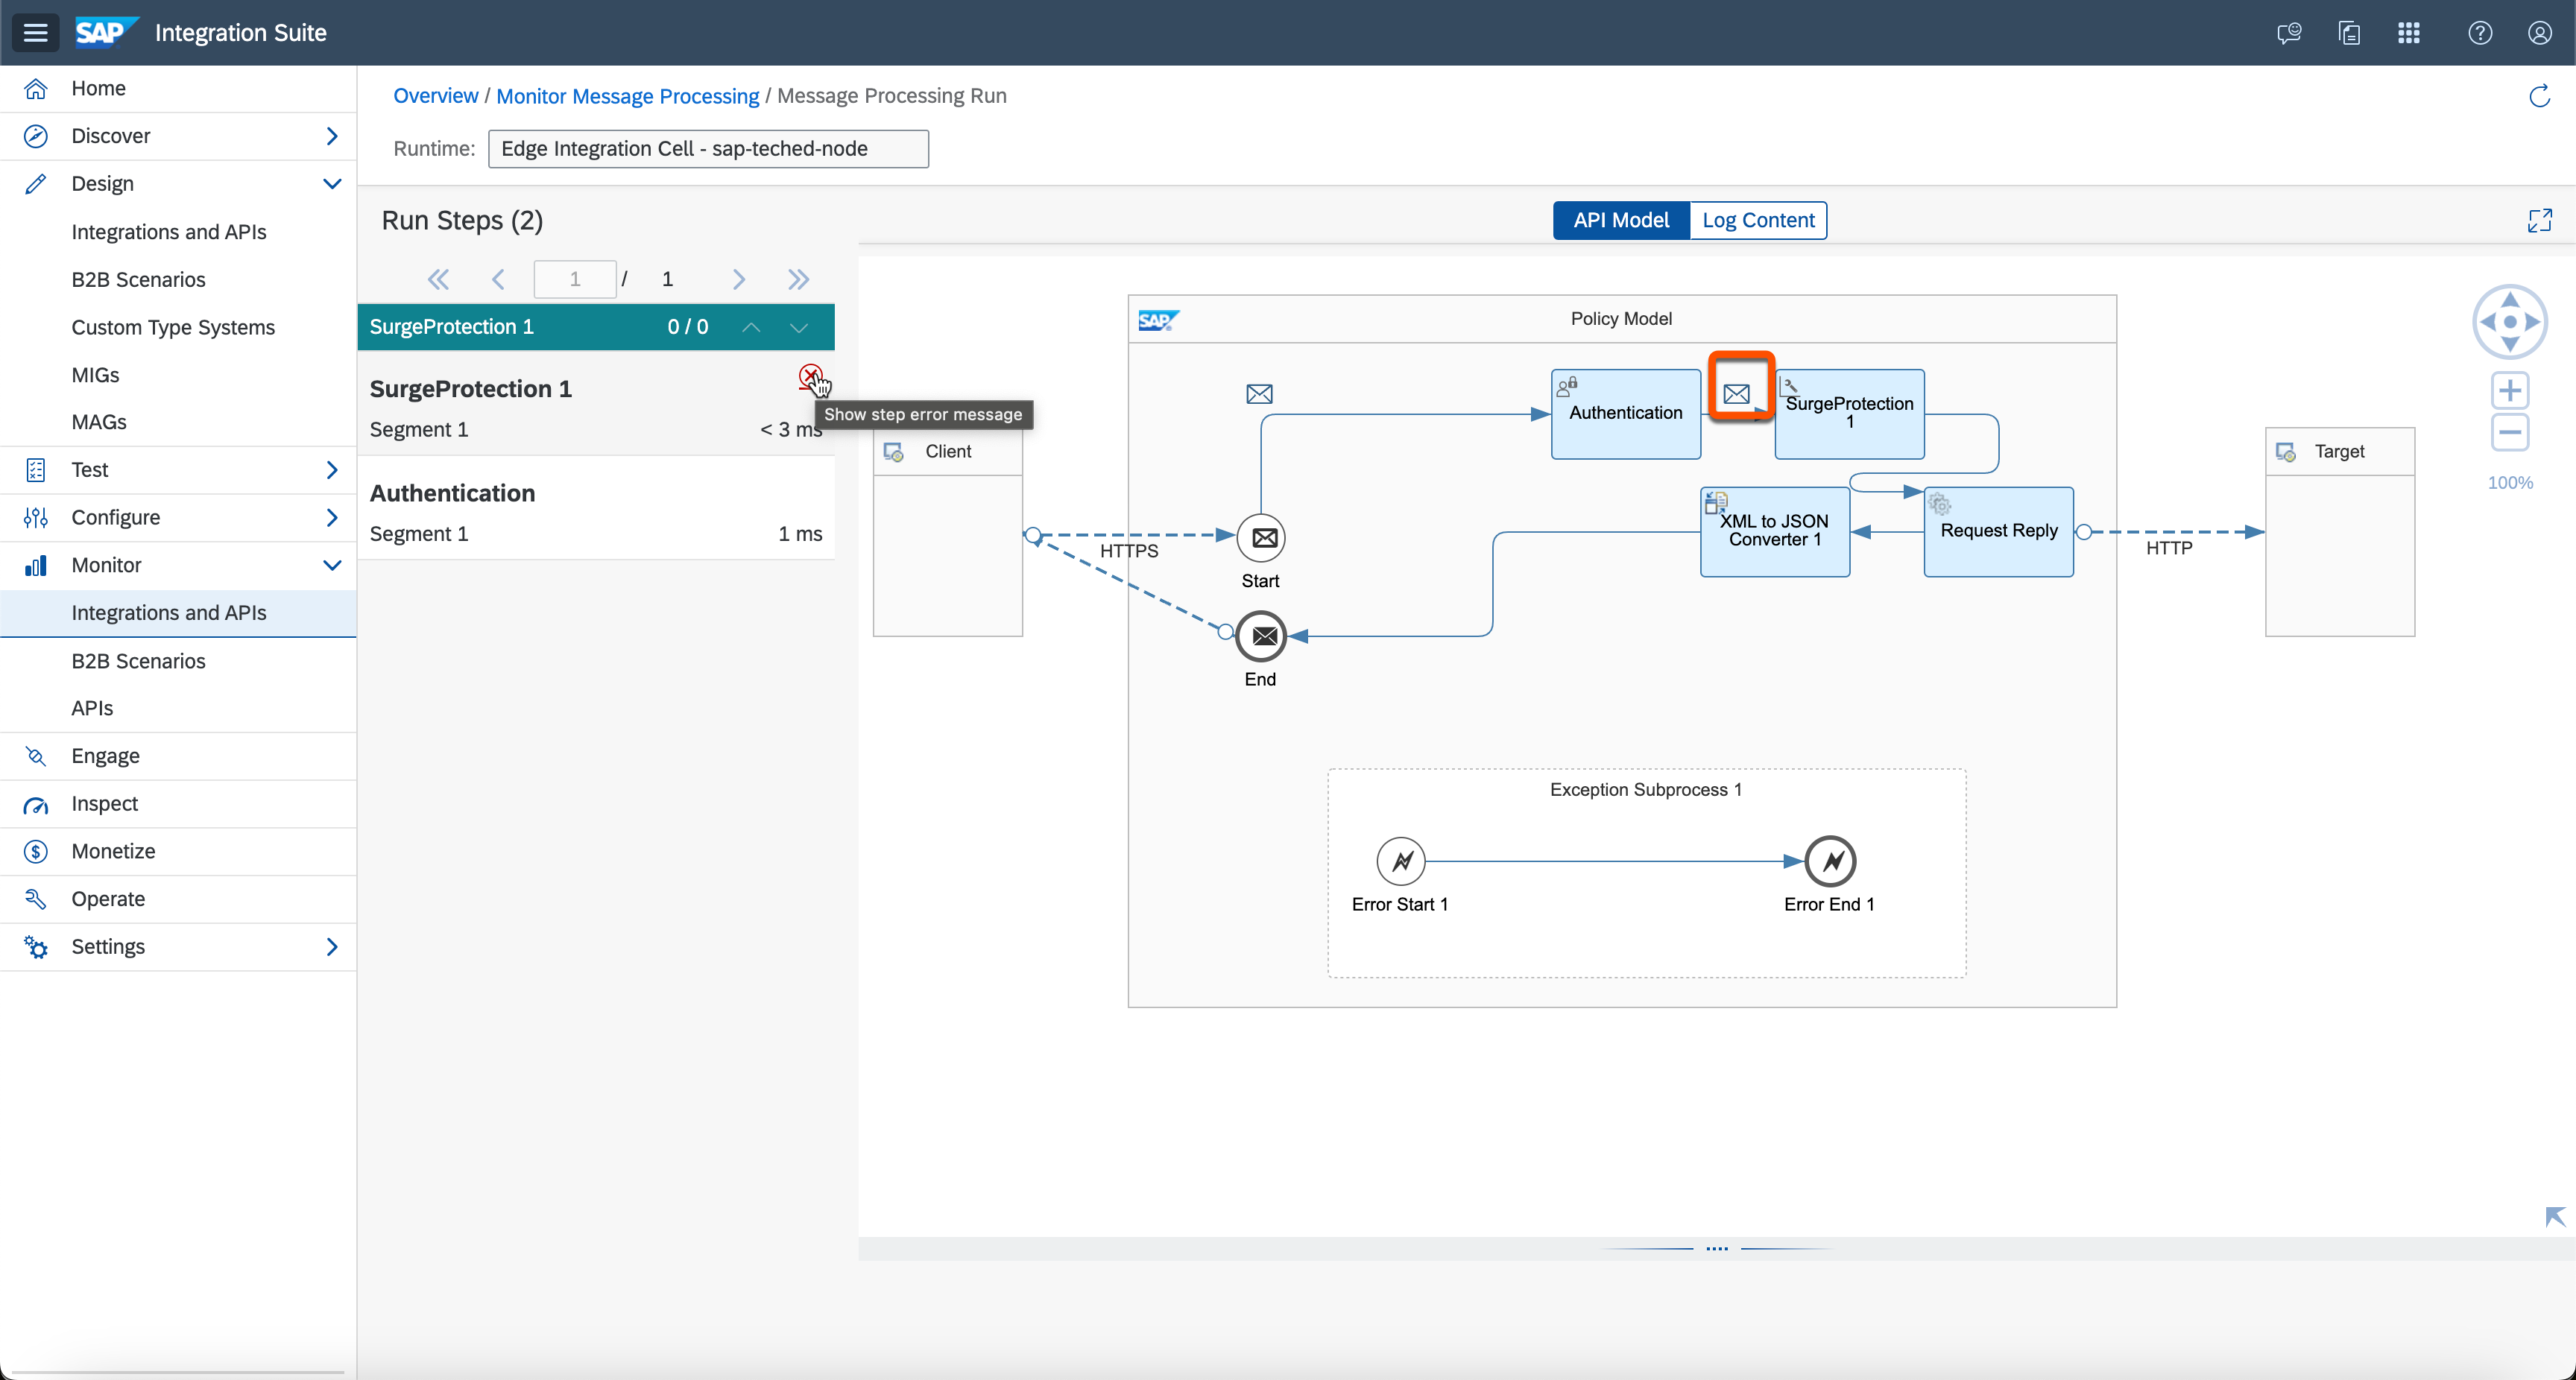 SAP Integration Suite
Home
Discover
Design
Integrations and APIs
B2B Scenarios
Custom Type Systems
MIGs
MAGs
Test
Configure
Monitor
Integrations and APIs
B2B Scenarios
APIs
Engage
Inspect
Monetize
Operate
Settings
Overview / Monitor Message Processing / Message Processing Run
Runtime: Edge Integration Cell - sap-teched-node
Run Steps (2)
1 / 1
SurgeProtection 1 0 / 0
SurgeProtection 1
Segment 1 < 3 ms
Show step error message
Authentication
Segment 1 1 ms
API Model Log Content
SAP Policy Model
Client
HTTPS
Start
End
Authentication
SurgeProtection
1
XML to JSON
Converter 1
Request Reply
HTTP
Target
Exception Subprocess 1
Error Start 1
Error End 1
100%